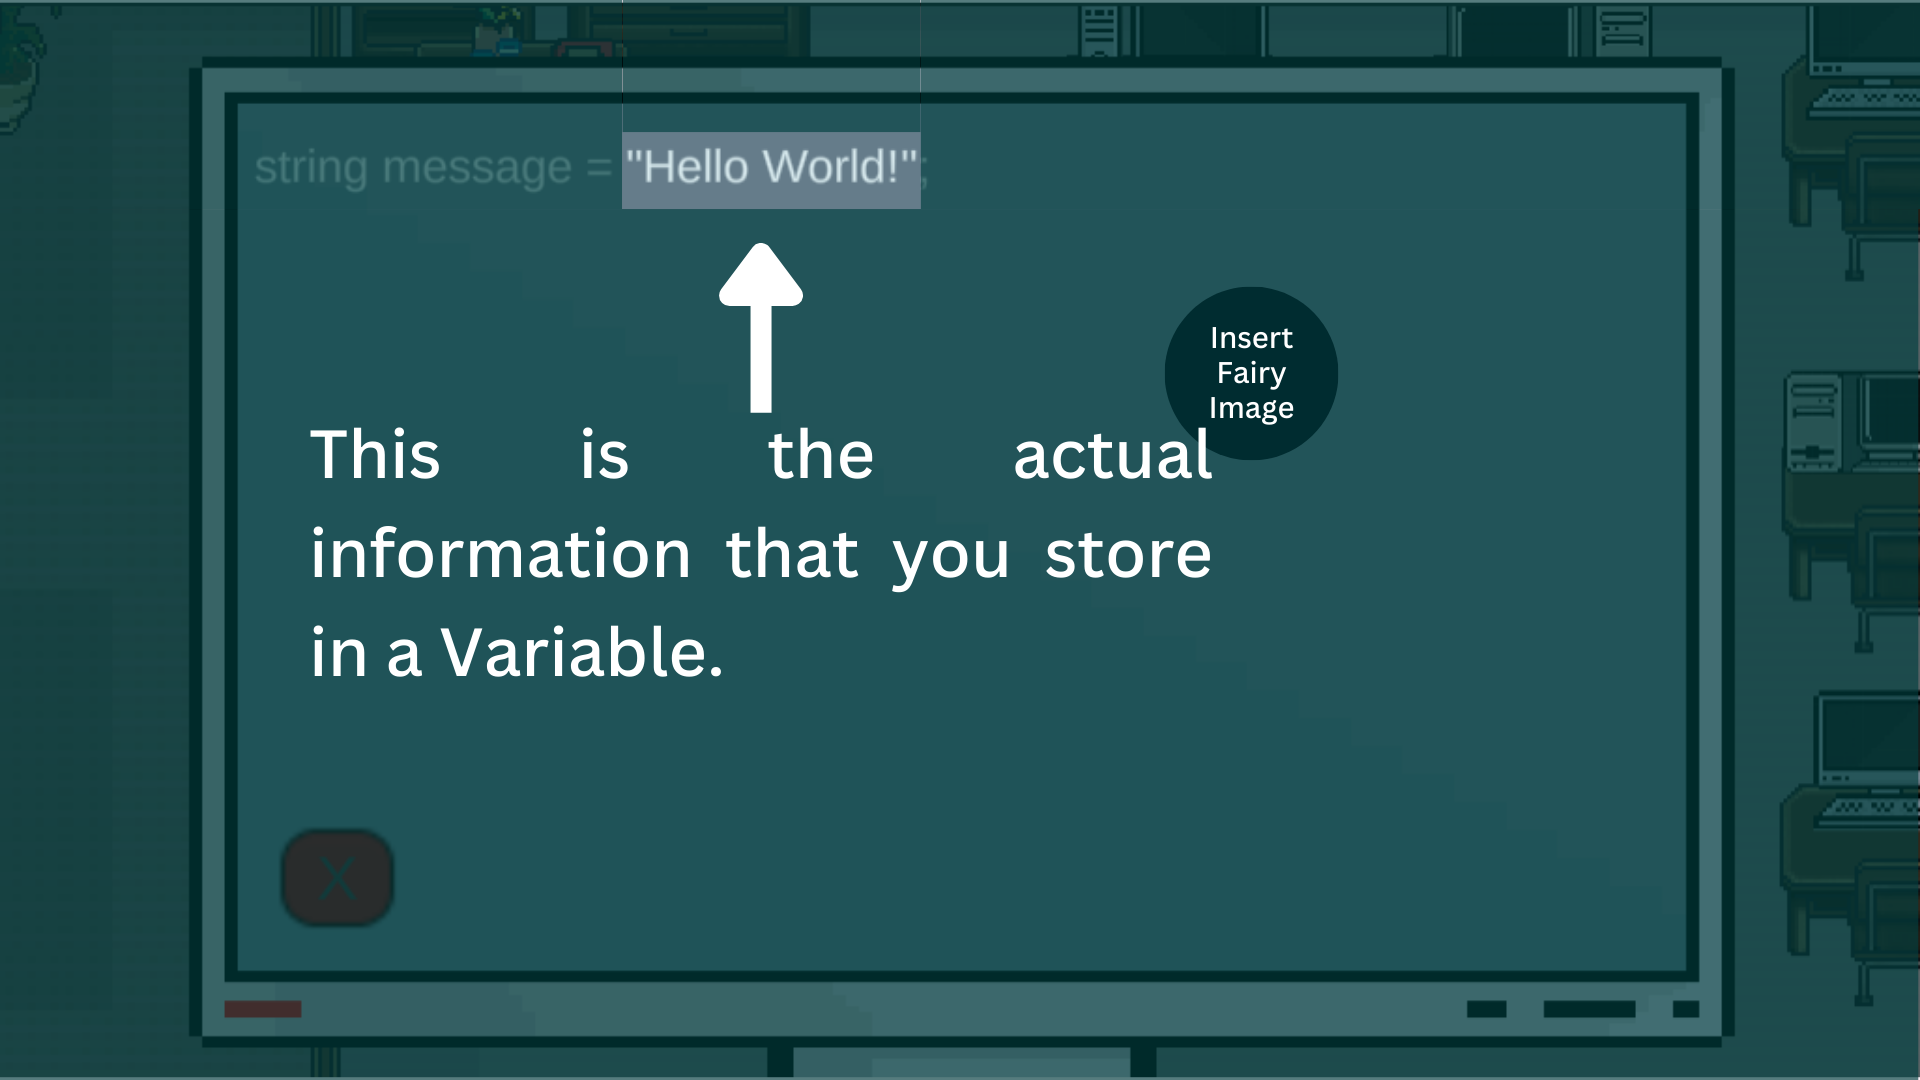 string message = "Hello World!";
Insert
Fairy
Image
This is the actual
information that you store
in a Variable.
X